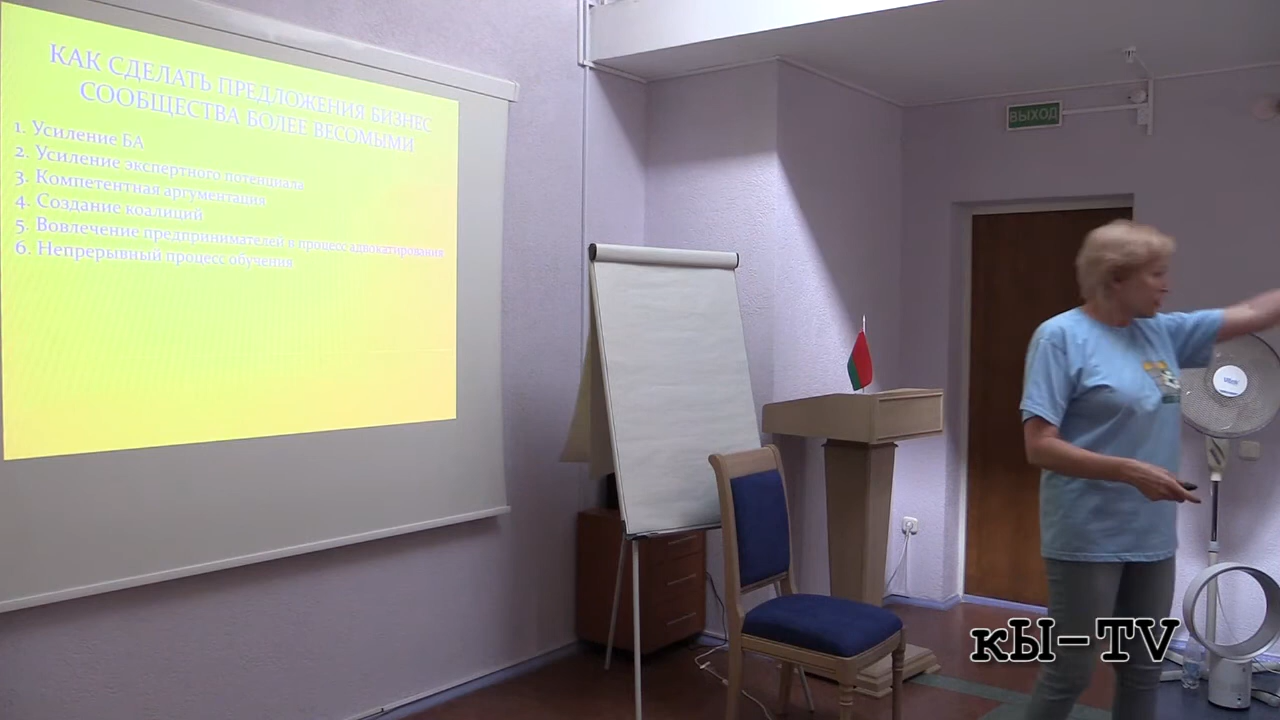 КАК СДЕЛАТЬ ПРЕДЛОЖЕНИЯ БИЗНЕС
СООБЩЕСТВА БОЛЕЕ ВЕСОМЫМИ
1. Усиление БА
2. Усиление экспертного потенциала
3. Компетентная аргументация
4. Создание коалиций
5. Вовлечение предпринимателей в процесс адвокатирования
6. Непрерывный процесс обучения
ВЫХОД
кЫ-TV